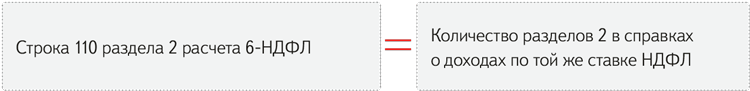 Строка 110 раздела 2 расчета 6-НДФЛ
=
Количество разделов 2 в справках
о доходах по той же ставке НДФЛ